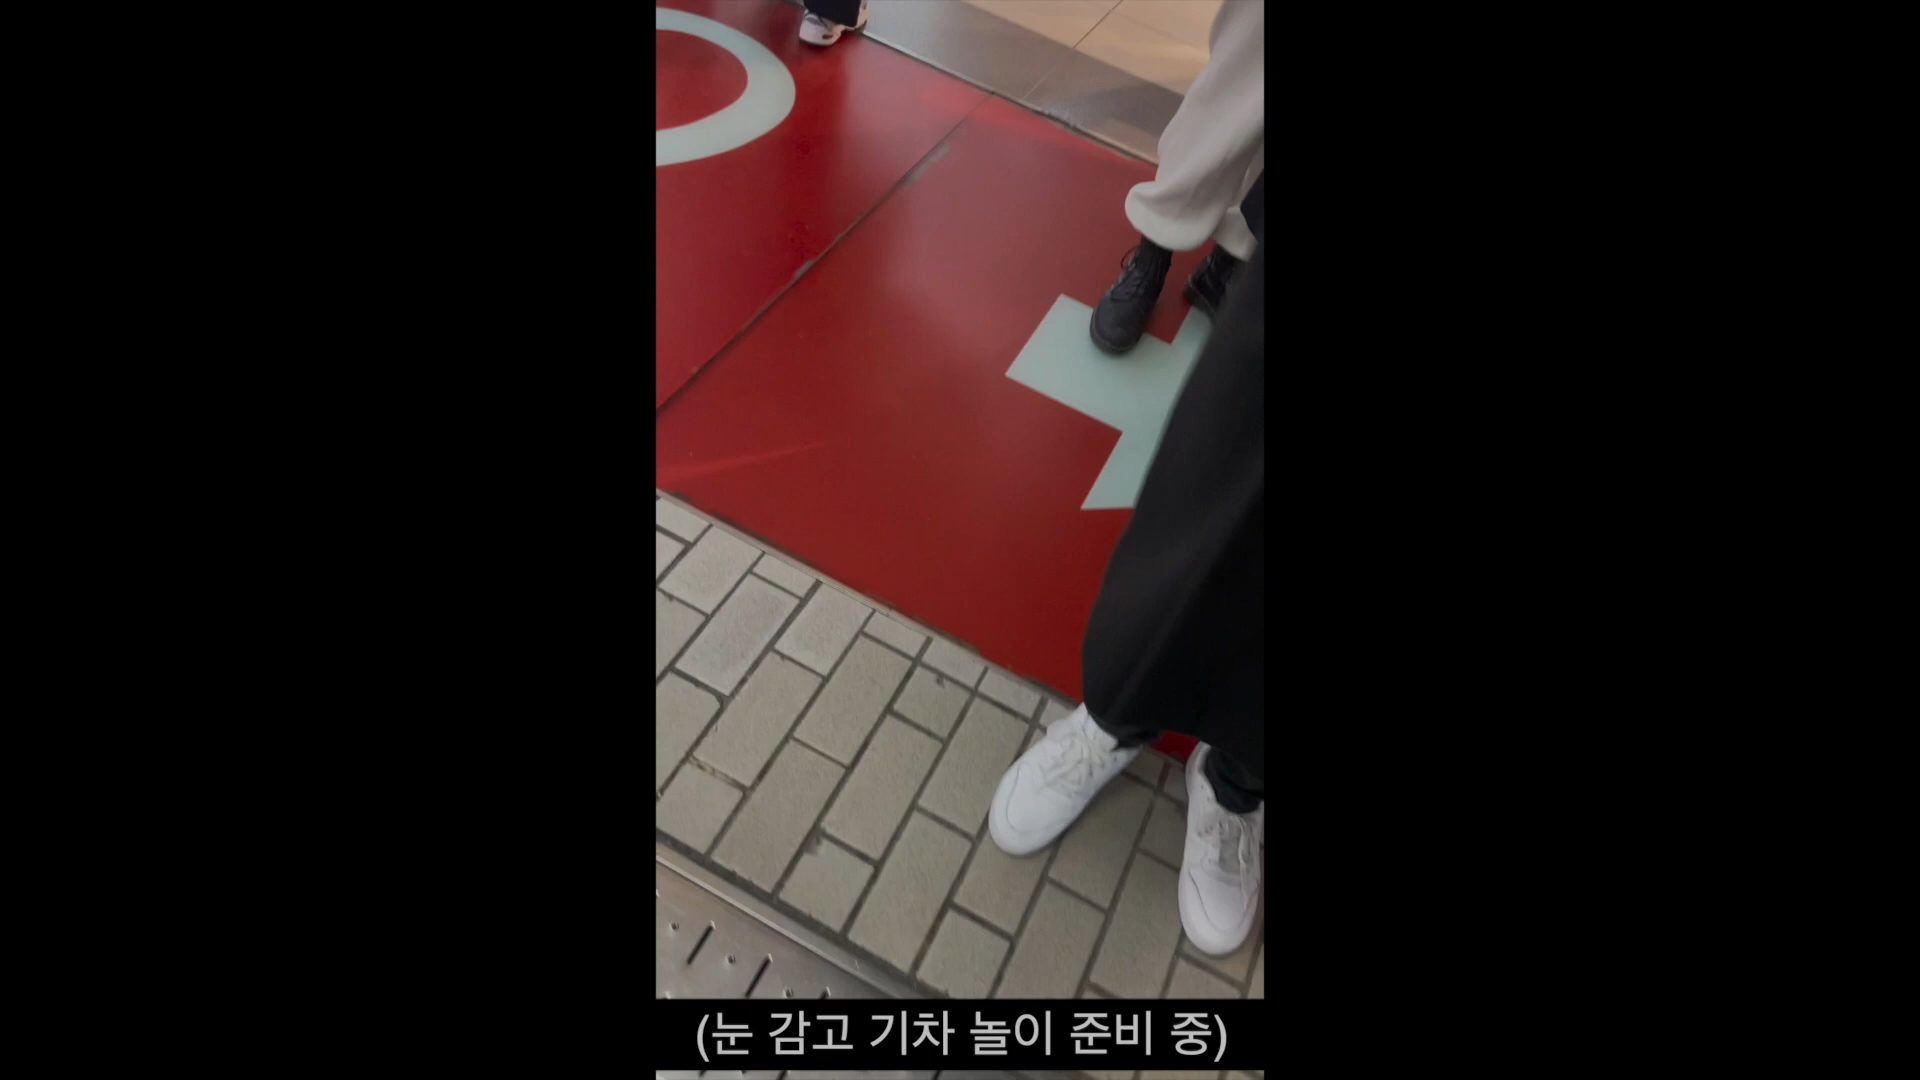 (눈 감고 기차 놀이 준비 중)